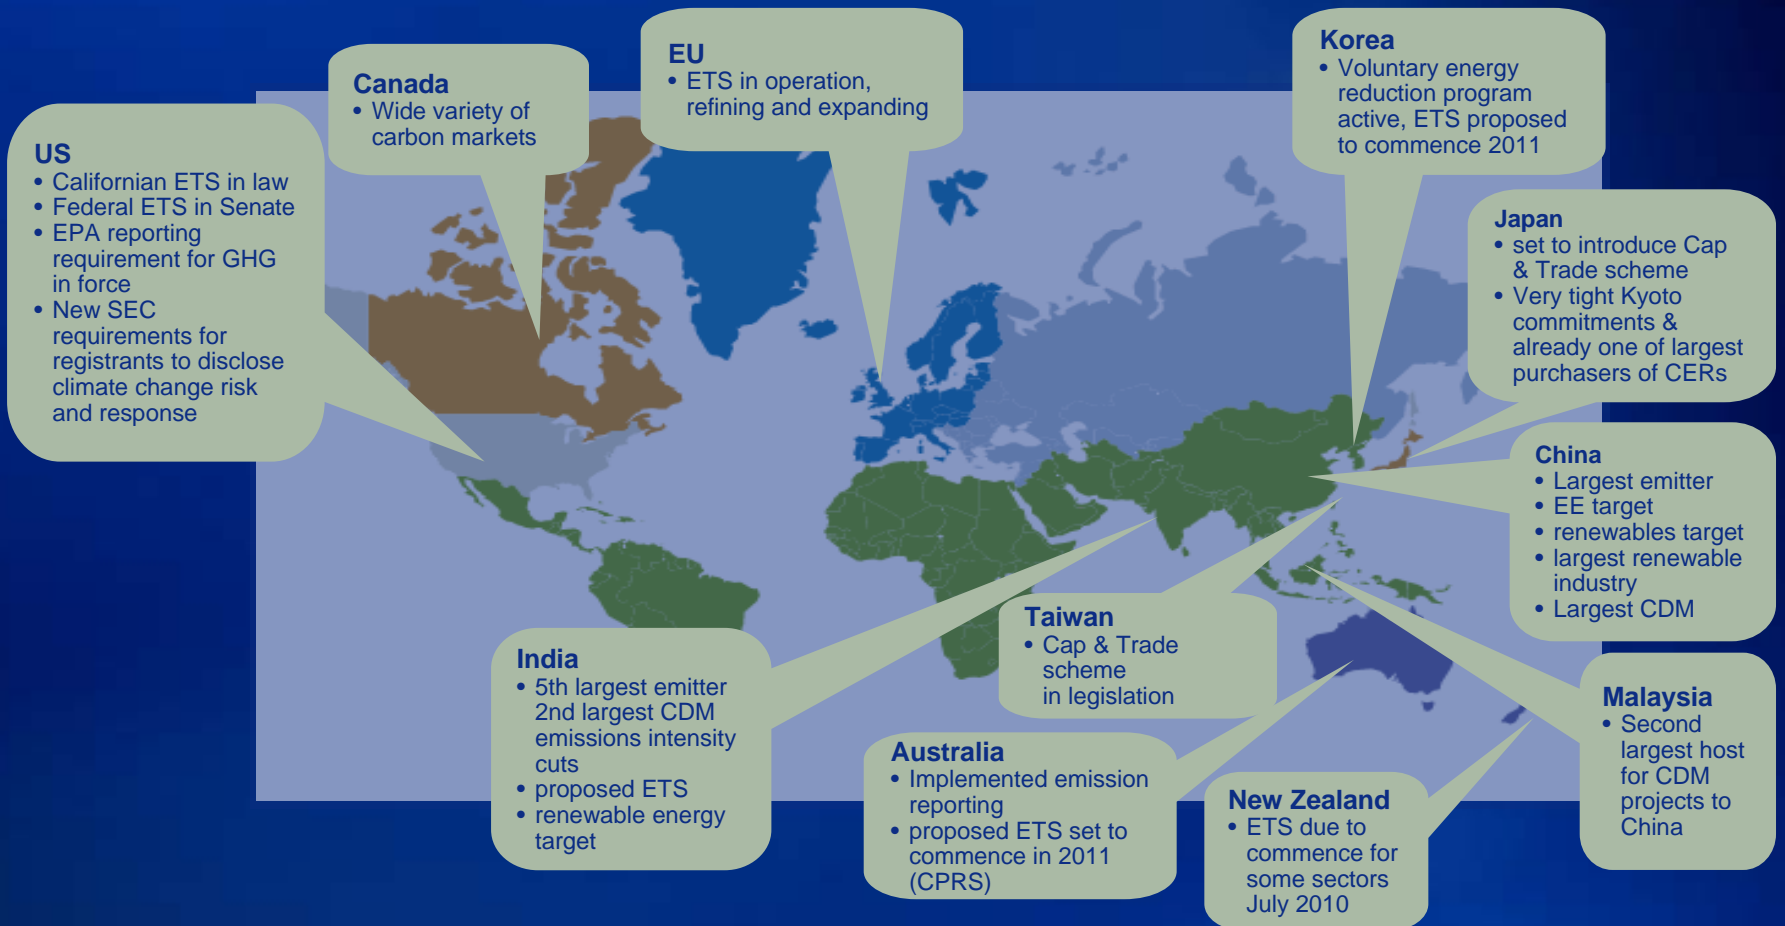 US
• Californian ETS in law
• Federal ETS in Senate
• EPA reporting
requirement for GHG
in force
• New SEC
requirements for
registrants to disclose
climate change risk
and response
Canada
• Wide variety of
carbon markets
EU
• ETS in operation,
refining and expanding
Korea
• Voluntary energy
reduction program
active, ETS proposed
to commence 2011
Japan
• set to introduce Cap
& Trade scheme
• Very tight Kyoto
commitments &
already one of largest
purchasers of CERs
China
• Largest emitter
• EE target
• renewables target
• largest renewable
industry
• Largest CDM
India
• 5th largest emitter
2nd largest CDM
emissions intensity
cuts
• proposed ETS
• renewable energy
target
Taiwan
• Cap & Trade
scheme
in legislation
Australia
• Implemented emission
reporting
• proposed ETS set to
commence in 2011
(CPRS)
New Zealand
• ETS due to
commence for
some sectors
July 2010
Malaysia
• Second
largest host
for CDM
projects to
China